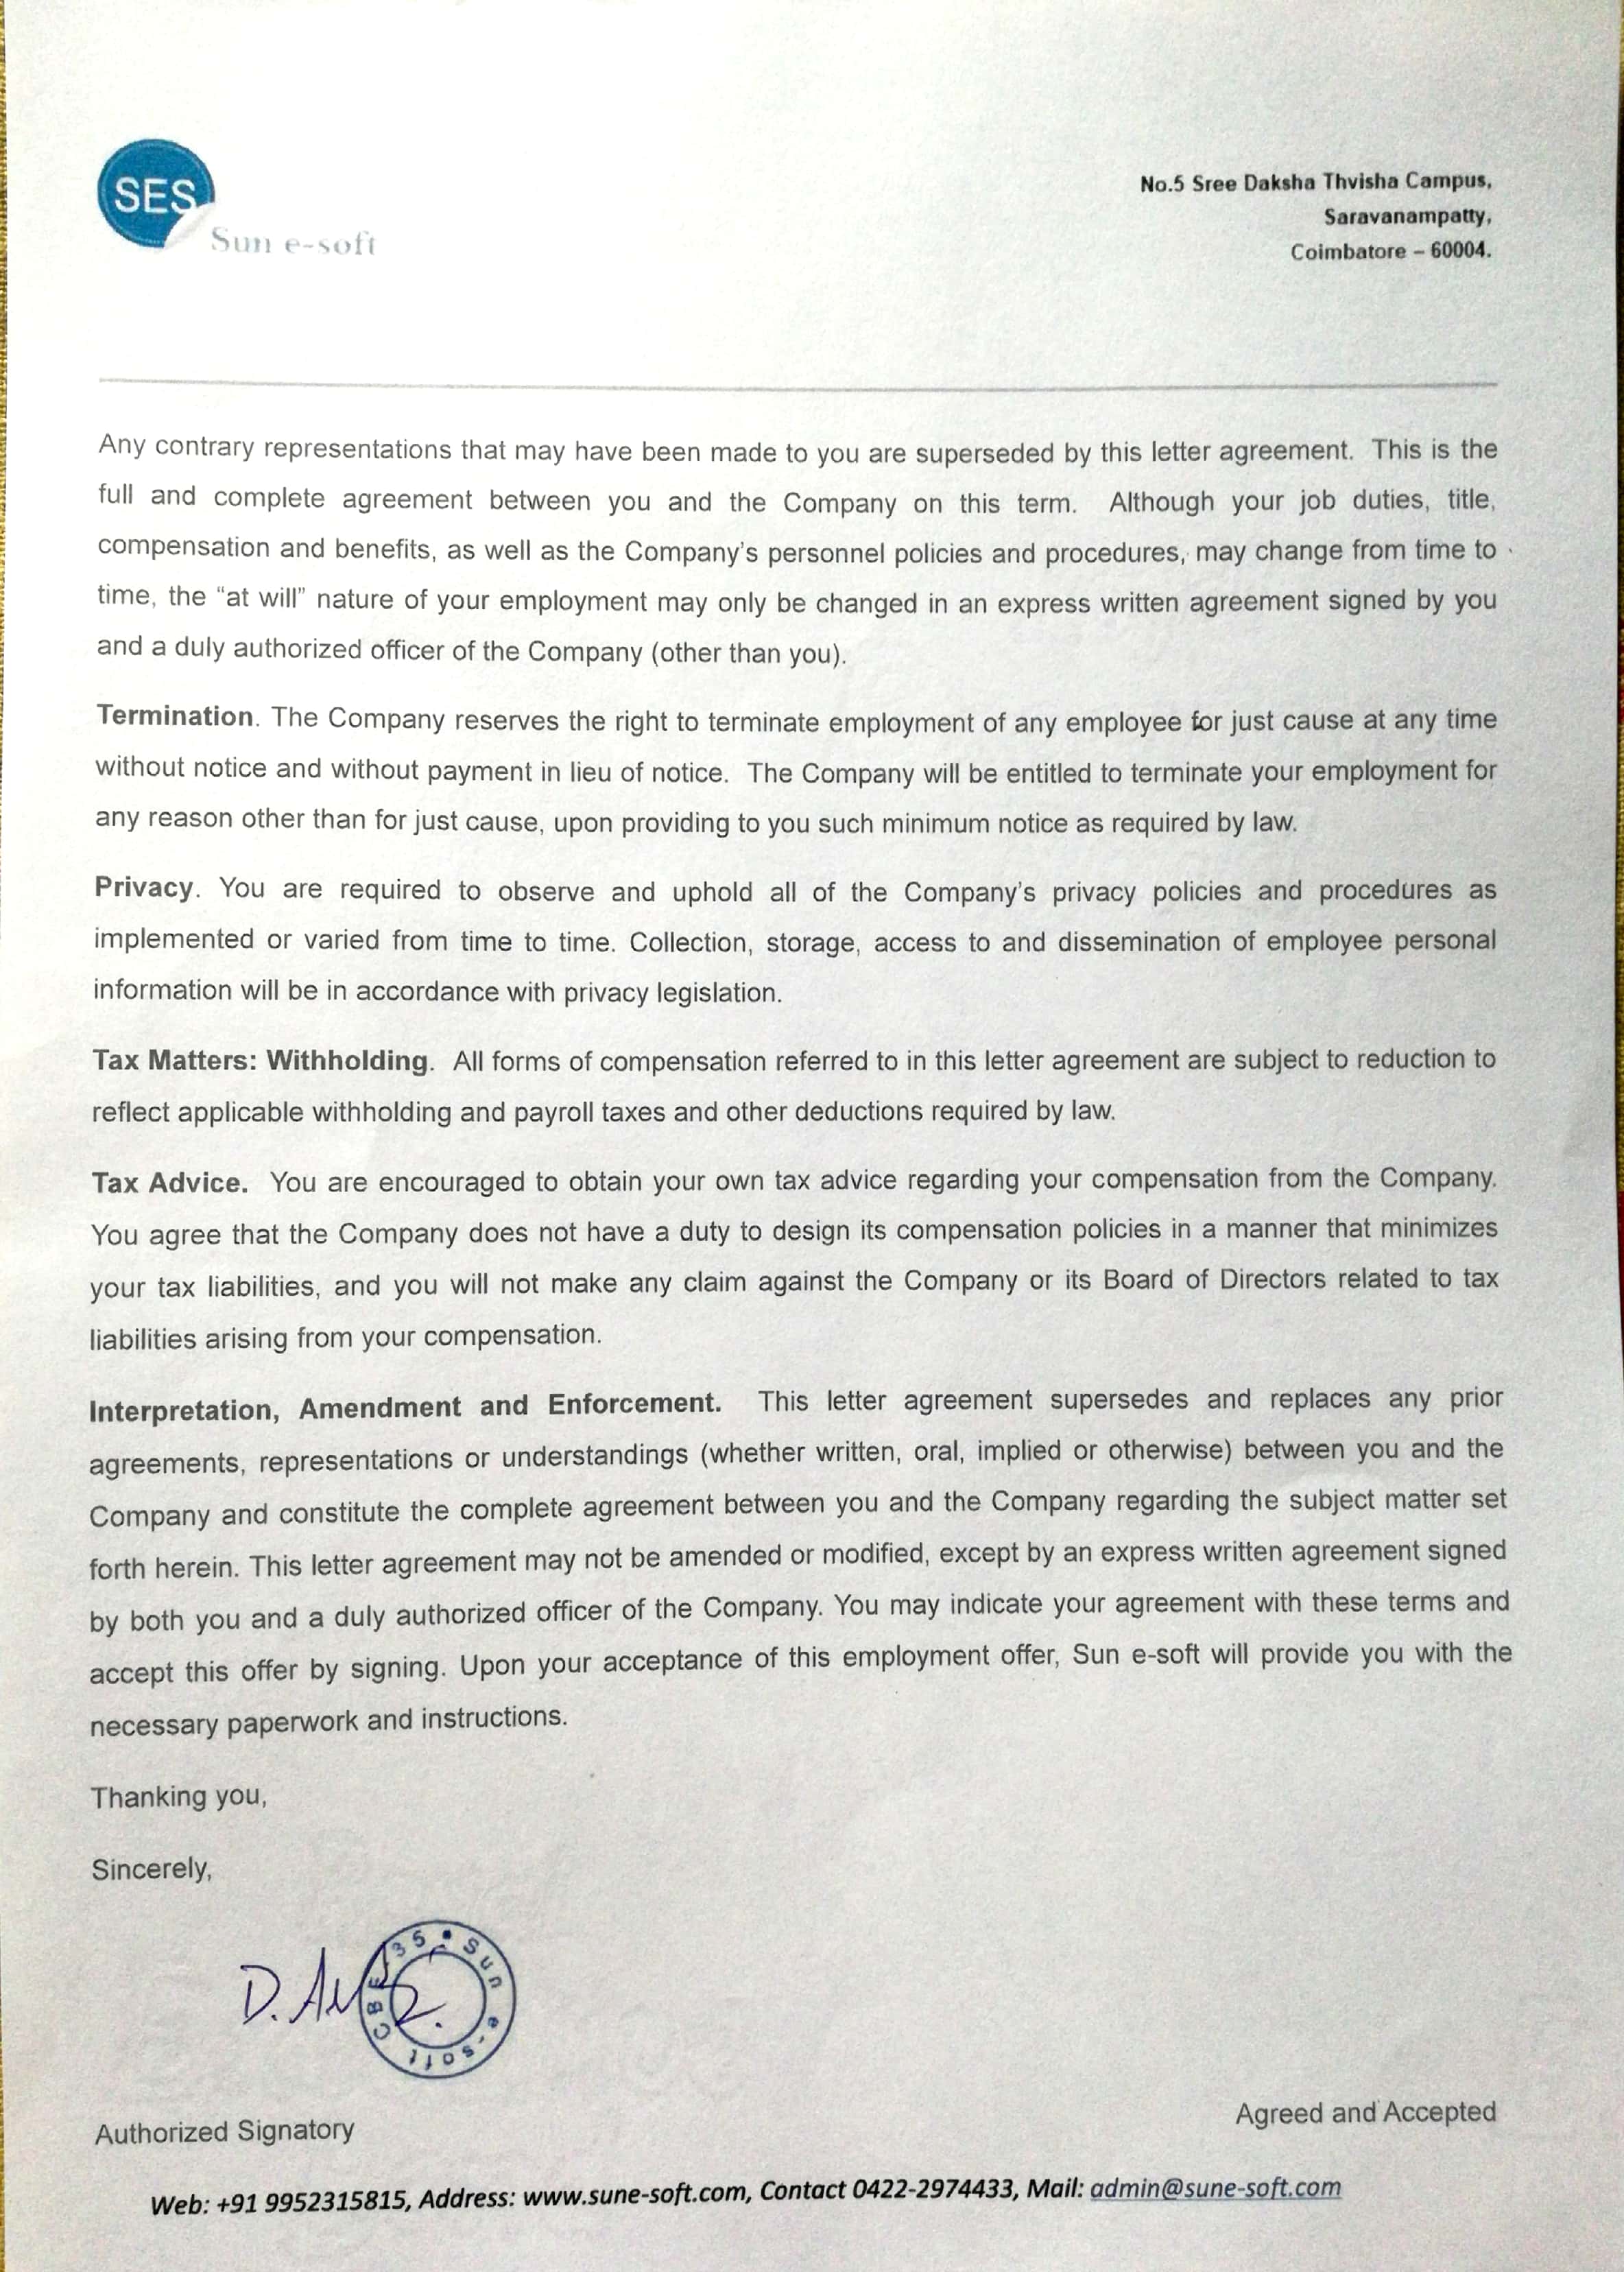 SES
Sun e-soft
No.5 Sree Daksha Thvisha Campus,
Saravanampatty,
Coimbatore – 60004.
Any contrary representations that may have been made to you are superseded by this letter agreement. This is the
full and complete agreement between you and the Company on this term. Although your job duties, title,
compensation and benefits, as well as the Company's personnel policies and procedures, may change from time to
time, the “at will” nature of your employment may only be changed in an express written agreement signed by you
and a duly authorized officer of the Company (other than you).
Termination. The Company reserves the right to terminate employment of any employee for just cause at any time
without notice and without payment in lieu of notice. The Company will be entitled to terminate your employment for
any reason other than for just cause, upon providing to you such minimum notice as required by law.
Privacy. You are required to observe and uphold all of the Company's privacy policies and procedures as
implemented or varied from time to time. Collection, storage, access to and dissemination of employee personal
information will be in accordance with privacy legislation.
Tax Matters: Withholding. All forms of compensation referred to in this letter agreement are subject to reduction to
reflect applicable withholding and payroll taxes and other deductions required by law.
Tax Advice. You are encouraged to obtain your own tax advice regarding your compensation from the Company.
You agree that the Company does not have a duty to design its compensation policies in a manner that minimizes
your tax liabilities, and you will not make any claim against the Company or its Board of Directors related to tax
liabilities arising from your compensation.
Interpretation, Amendment and Enforcement. This letter agreement supersedes and replaces any prior
agreements, representations or understandings (whether written, oral, implied or otherwise) between you and the
Company and constitute the complete agreement between you and the Company regarding the subject matter set
forth herein. This letter agreement may not be amended or modified, except by an express written agreement signed
by both you and a duly authorized officer of the Company. You may indicate your agreement with these terms and
accept this offer by signing. Upon your acceptance of this employment offer, Sun e-soft will provide you with the
necessary paperwork and instructions.
Thanking you,
Sincerely,
Sun e-soft CBE 35
Authorized Signatory
Agreed and Accepted
Web: +91 9952315815, Address: www.sune-soft.com, Contact 0422-2974433, Mail: admin@sune-soft.com